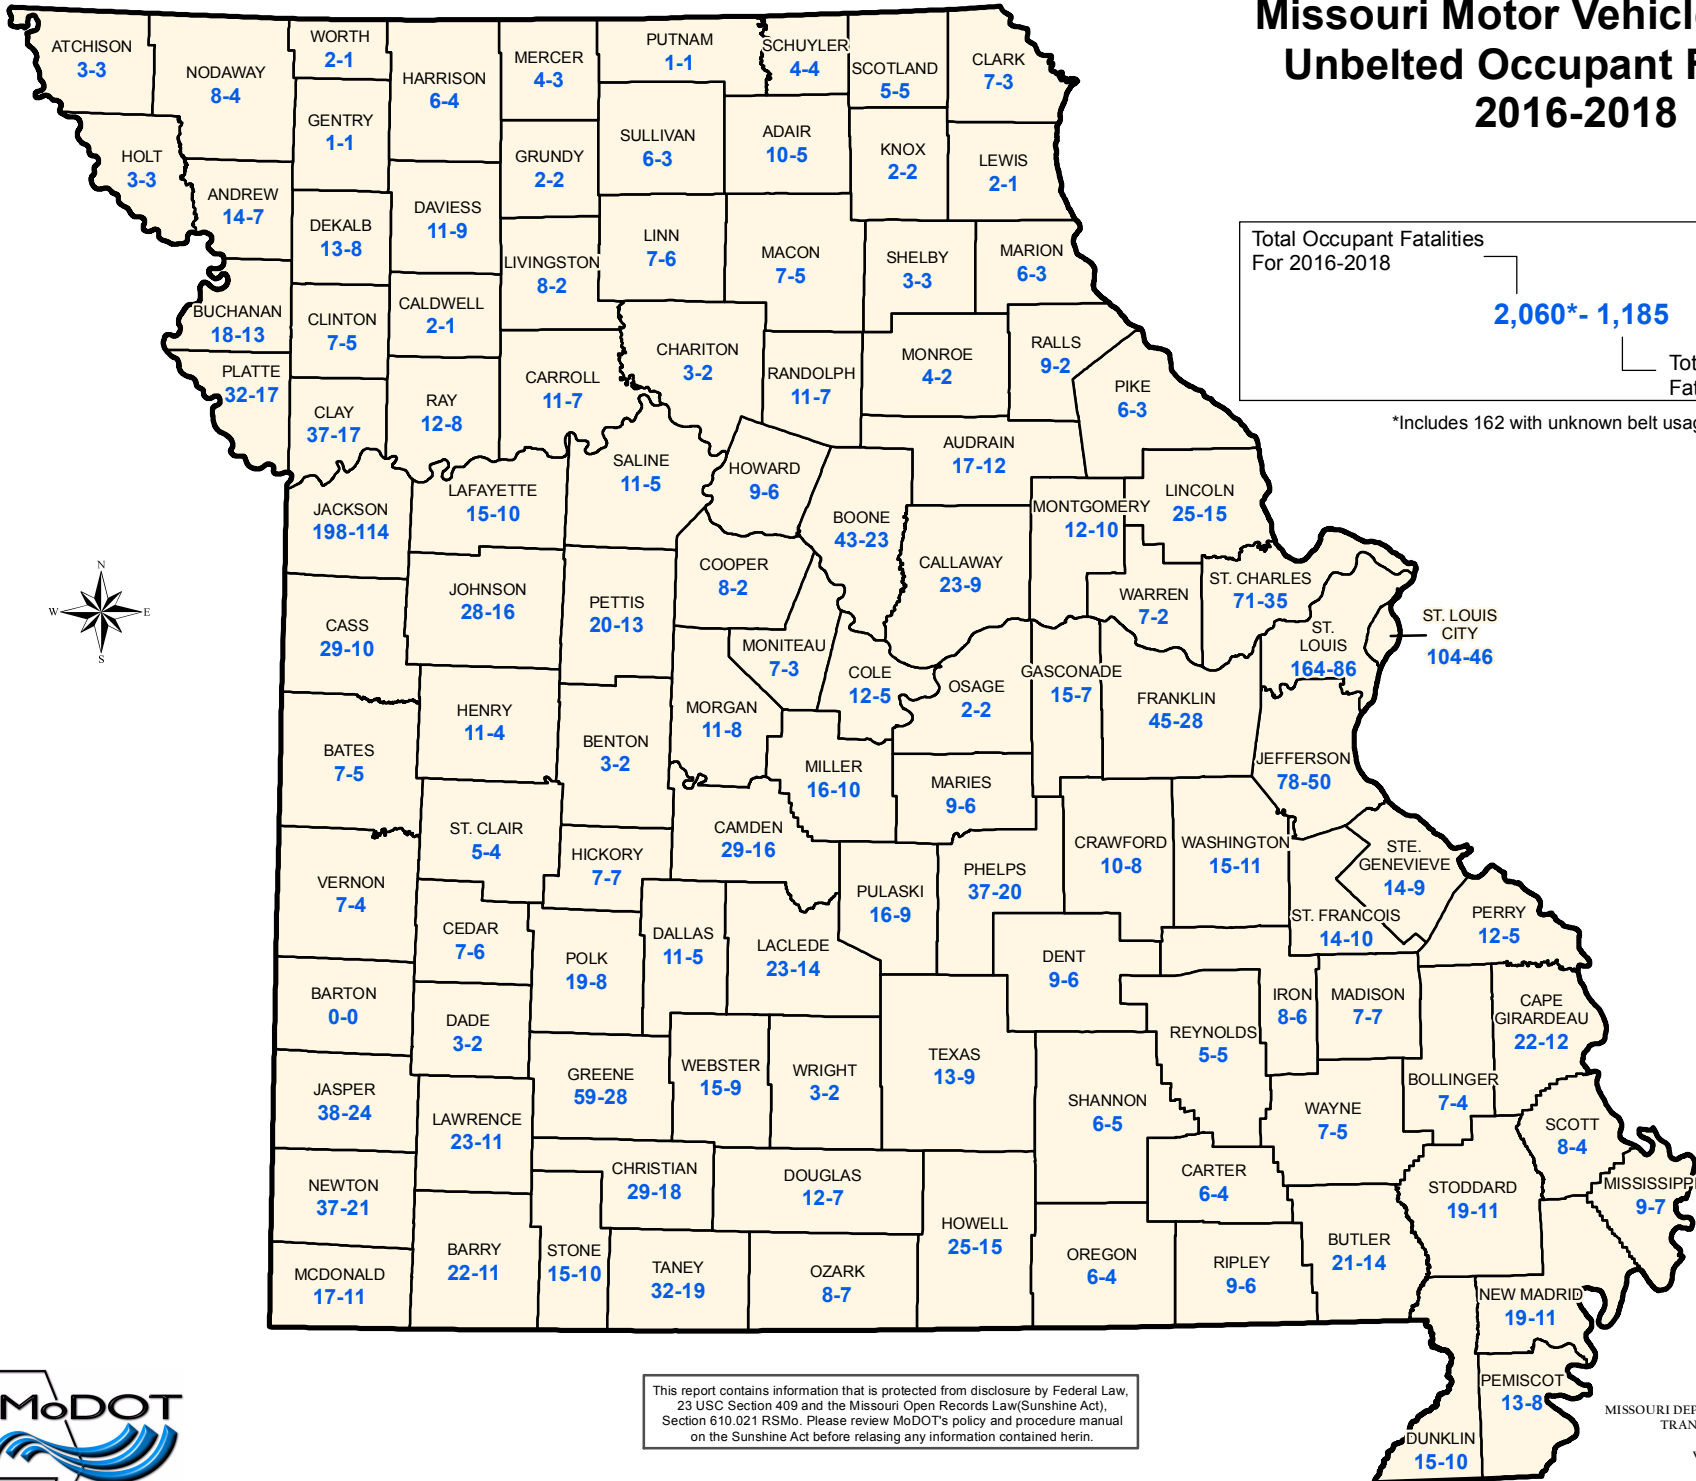 Missouri Motor Vehicle
Unbelted Occupant
2016-2018
Total Occupant Fatalities
For 2016-2018
2,060*- 1,185
*Includes 162 with unknown belt
ATCHISON
3-3
NODAWAY
8-4
WORTH
2-1
HARRISON
6-4
MERCER
4-3
PUTNAM
1-1
SCHUYLER
4-4
SCOTLAND
5-5
CLARK
7-3
HOLT
3-3
ANDREW
14-7
GENTRY
1-1
GRUNDY
2-2
SULLIVAN
6-3
ADAIR
10-5
KNOX
2-2
LEWIS
2-1
DEKALB
13-8
DAVIESS
11-9
LIVINGSTON
8-2
LINN
7-6
MACON
7-5
SHELBY
3-3
MARION
6-3
BUCHANAN
18-13
CLINTON
7-5
CALDWELL
2-1
CHARITON
3-2
RANDOLPH
11-7
MONROE
4-2
RALLS
9-2
PIKE
6-3
PLATTE
32-17
CLAY
37-17
RAY
12-8
CARROLL
11-7
AUDRAIN
17-12
SALINE
11-5
HOWARD
9-6
LAFAYETTE
15-10
JACKSON
198-114
BOONE
43-23
MONTGOMERY
12-10
LINCOLN
25-15
CALLAWAY
23-9
COOPER
8-2
JOHNSON
28-16
PETTIS
20-13
WARREN
7-2
ST. CHARLES
71-35
CASS
29-10
MONITEAU
7-3
COLE
12-5
OSAGE
2-2
GASCONADE
15-7
FRANKLIN
45-28
ST.
LOUIS
164-86
ST. LOUIS
CITY
104-46
N
W
E
S
HENRY
11-4
MORGAN
11-8
BATES
7-5
BENTON
3-2
MILLER
16-10
MARIES
9-6
JEFFERSON
78-50
ST. CLAIR
5-4
CAMDEN
29-16
HICKORY
7-7
PHELPS
37-20
CRAWFORD
10-8
WASHINGTON
15-11
STE.
GENEVIEVE
14-9
VERNON
7-4
PULASKI
16-9
ST. FRANCOIS
14-10
PERRY
12-5
CEDAR
7-6
POLK
19-8
DALLAS
11-5
LACLEDE
23-14
DENT
9-6
BARTON
0-0
DADE
3-2
IRON
8-6
MADISON
7-7
CAPE
GIRARDEAU
22-12
REYNOLDS
5-5
JASPER
38-24
GREENE
59-28
WEBSTER
15-9
WRIGHT
3-2
TEXAS
13-9
BOLLINGER
7-4
LAWRENCE
23-11
SHANNON
6-5
WAYNE
7-5
SCOTT
8-4
NEWTON
37-21
CHRISTIAN
29-18
DOUGLAS
12-7
CARTER
6-4
STODDARD
19-11
MISSISSIPPI
9-7
HOWELL
25-15
MCDONALD
17-11
BARRY
22-11
STONE
15-10
TANEY
32-19
OZARK
8-7
OREGON
6-4
RIPLEY
9-6
BUTLER
21-14
NEW MADRID
19-11
PEMISCOT
13-8
DUNKLIN
15-10
MoDOT
This report contains information that is protected from disclosure by Federal Law,
23 USC Section 409 and the Missouri Open Records Law(Sunshine Act),
Section 610.021 RSMo. Please review MoDOT's policy and procedure manual
on the Sunshine Act before relasing any information contained herin.
MISSOURI